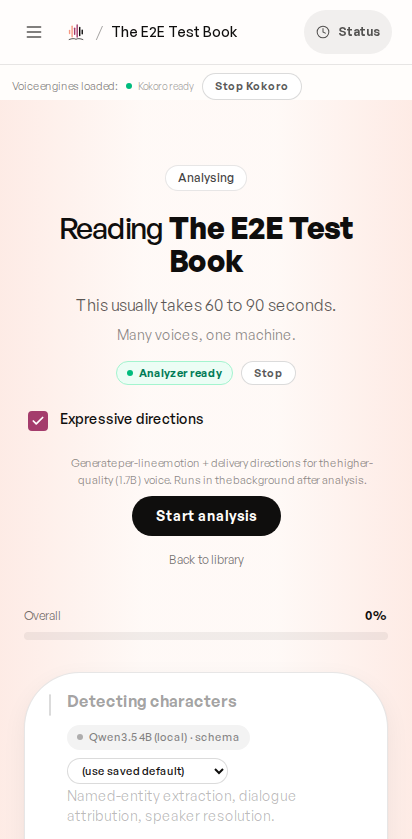 / The E2E Test Book
Status
Voice engines loaded: Kokoro ready Stop Kokoro
Analysing
Reading The E2E Test
Book
This usually takes 60 to 90 seconds.
Many voices, one machine.
Analyzer ready Stop
Expressive directions
Generate per-line emotion + delivery directions for the higher-
quality (1.7B) voice. Runs in the background after analysis.
Start analysis
Back to library
Overall 0%
Detecting characters
Qwen3.5 4B (local) · schema
(use saved default)
Named-entity extraction, dialogue
attribution, speaker resolution.